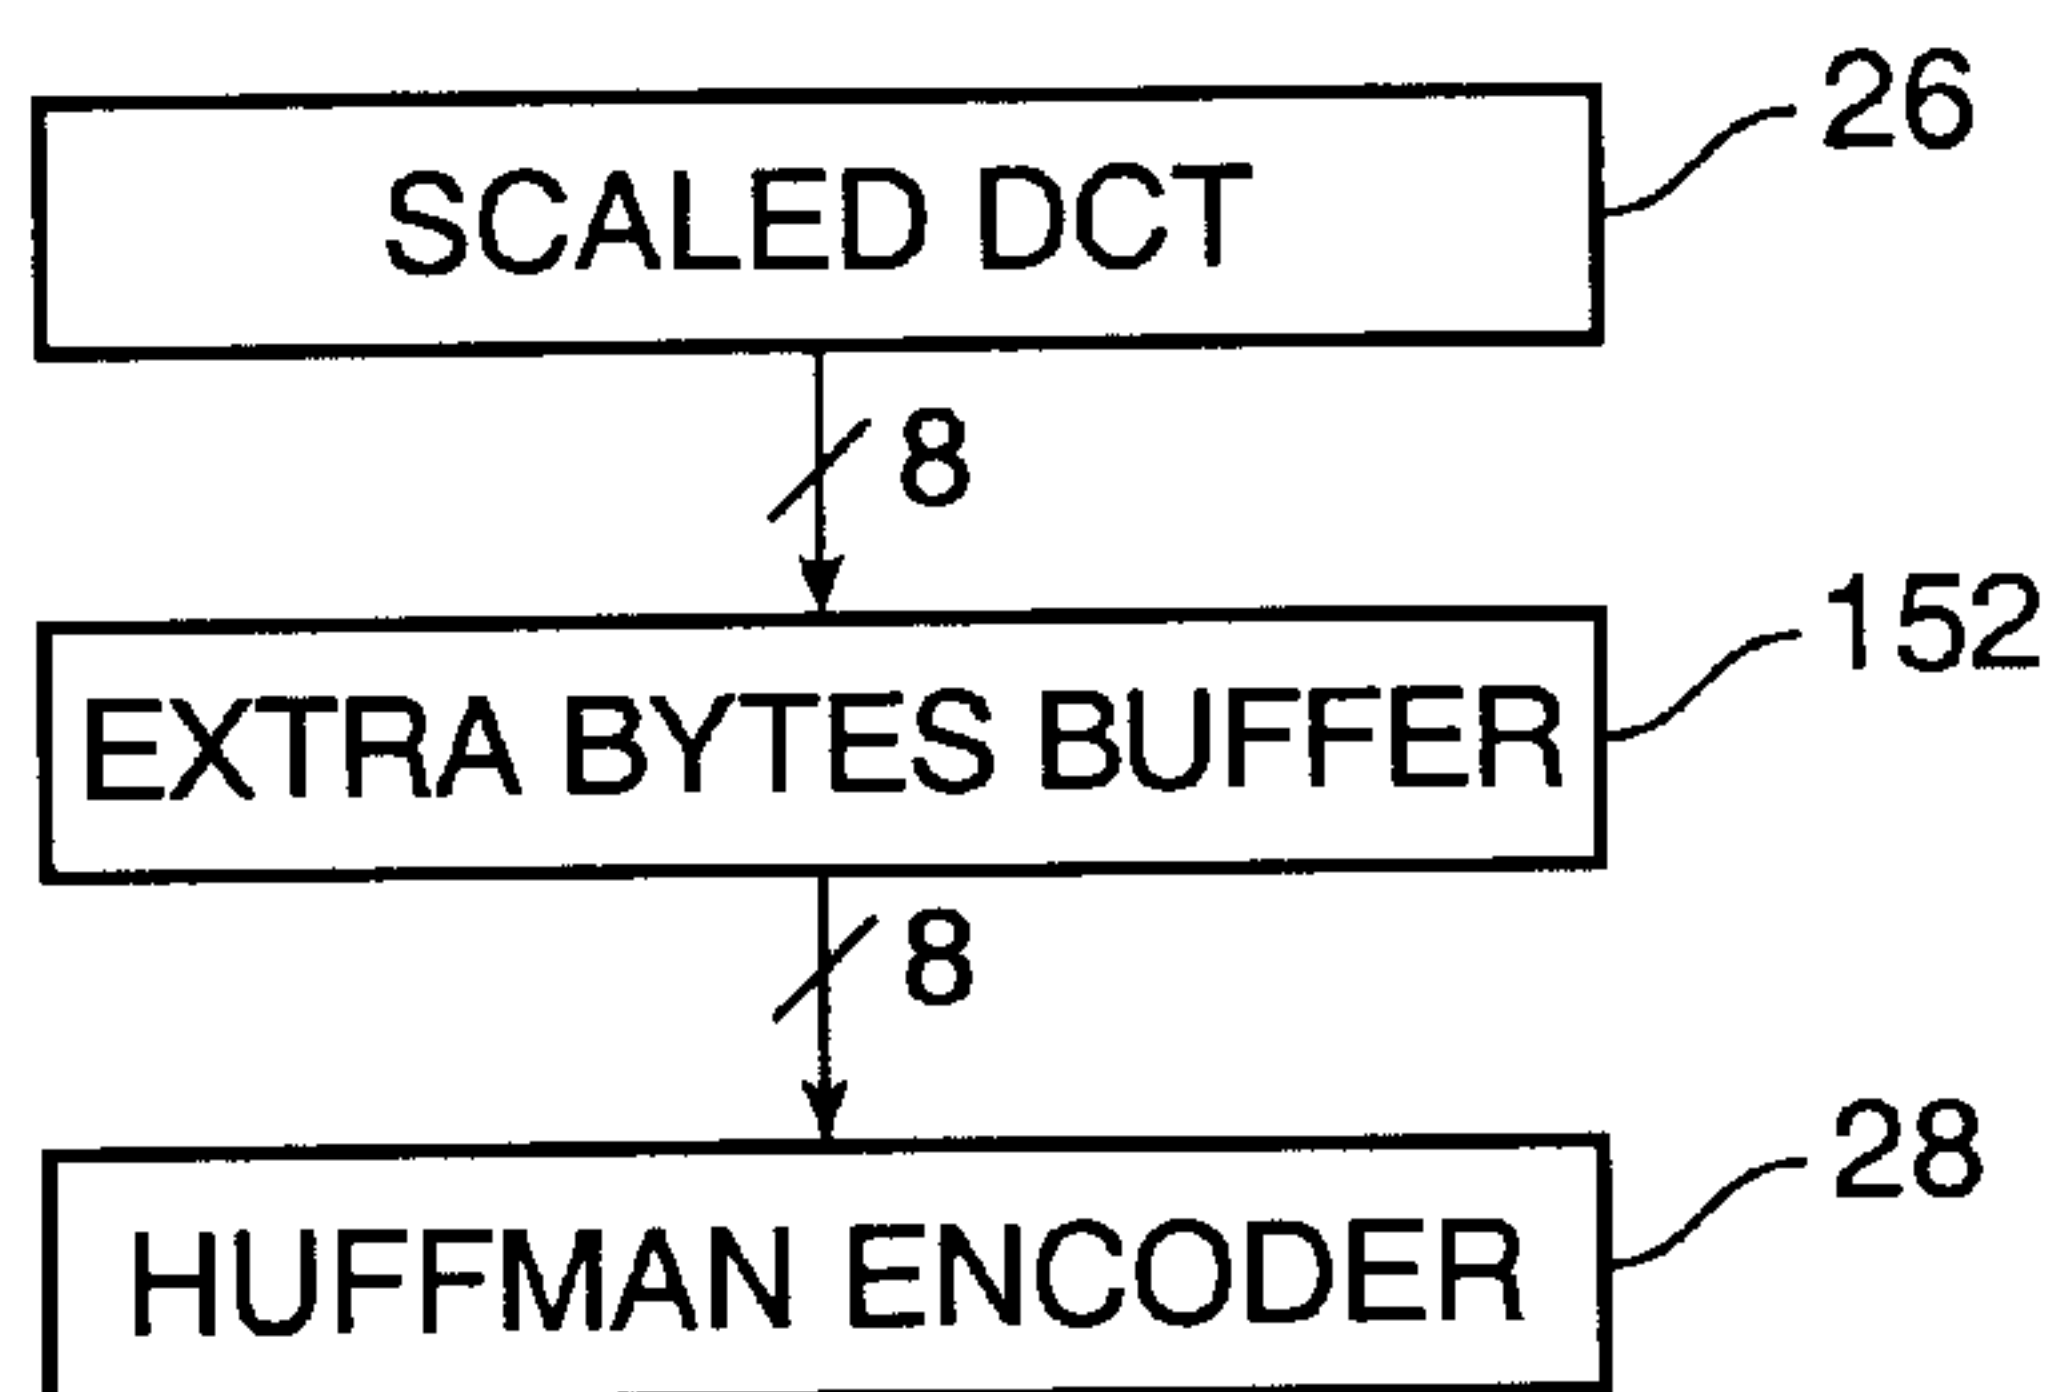 26
SCALED DCT
8
152
EXTRA BYTES BUFFER
8
28
HUFFMAN ENCODER